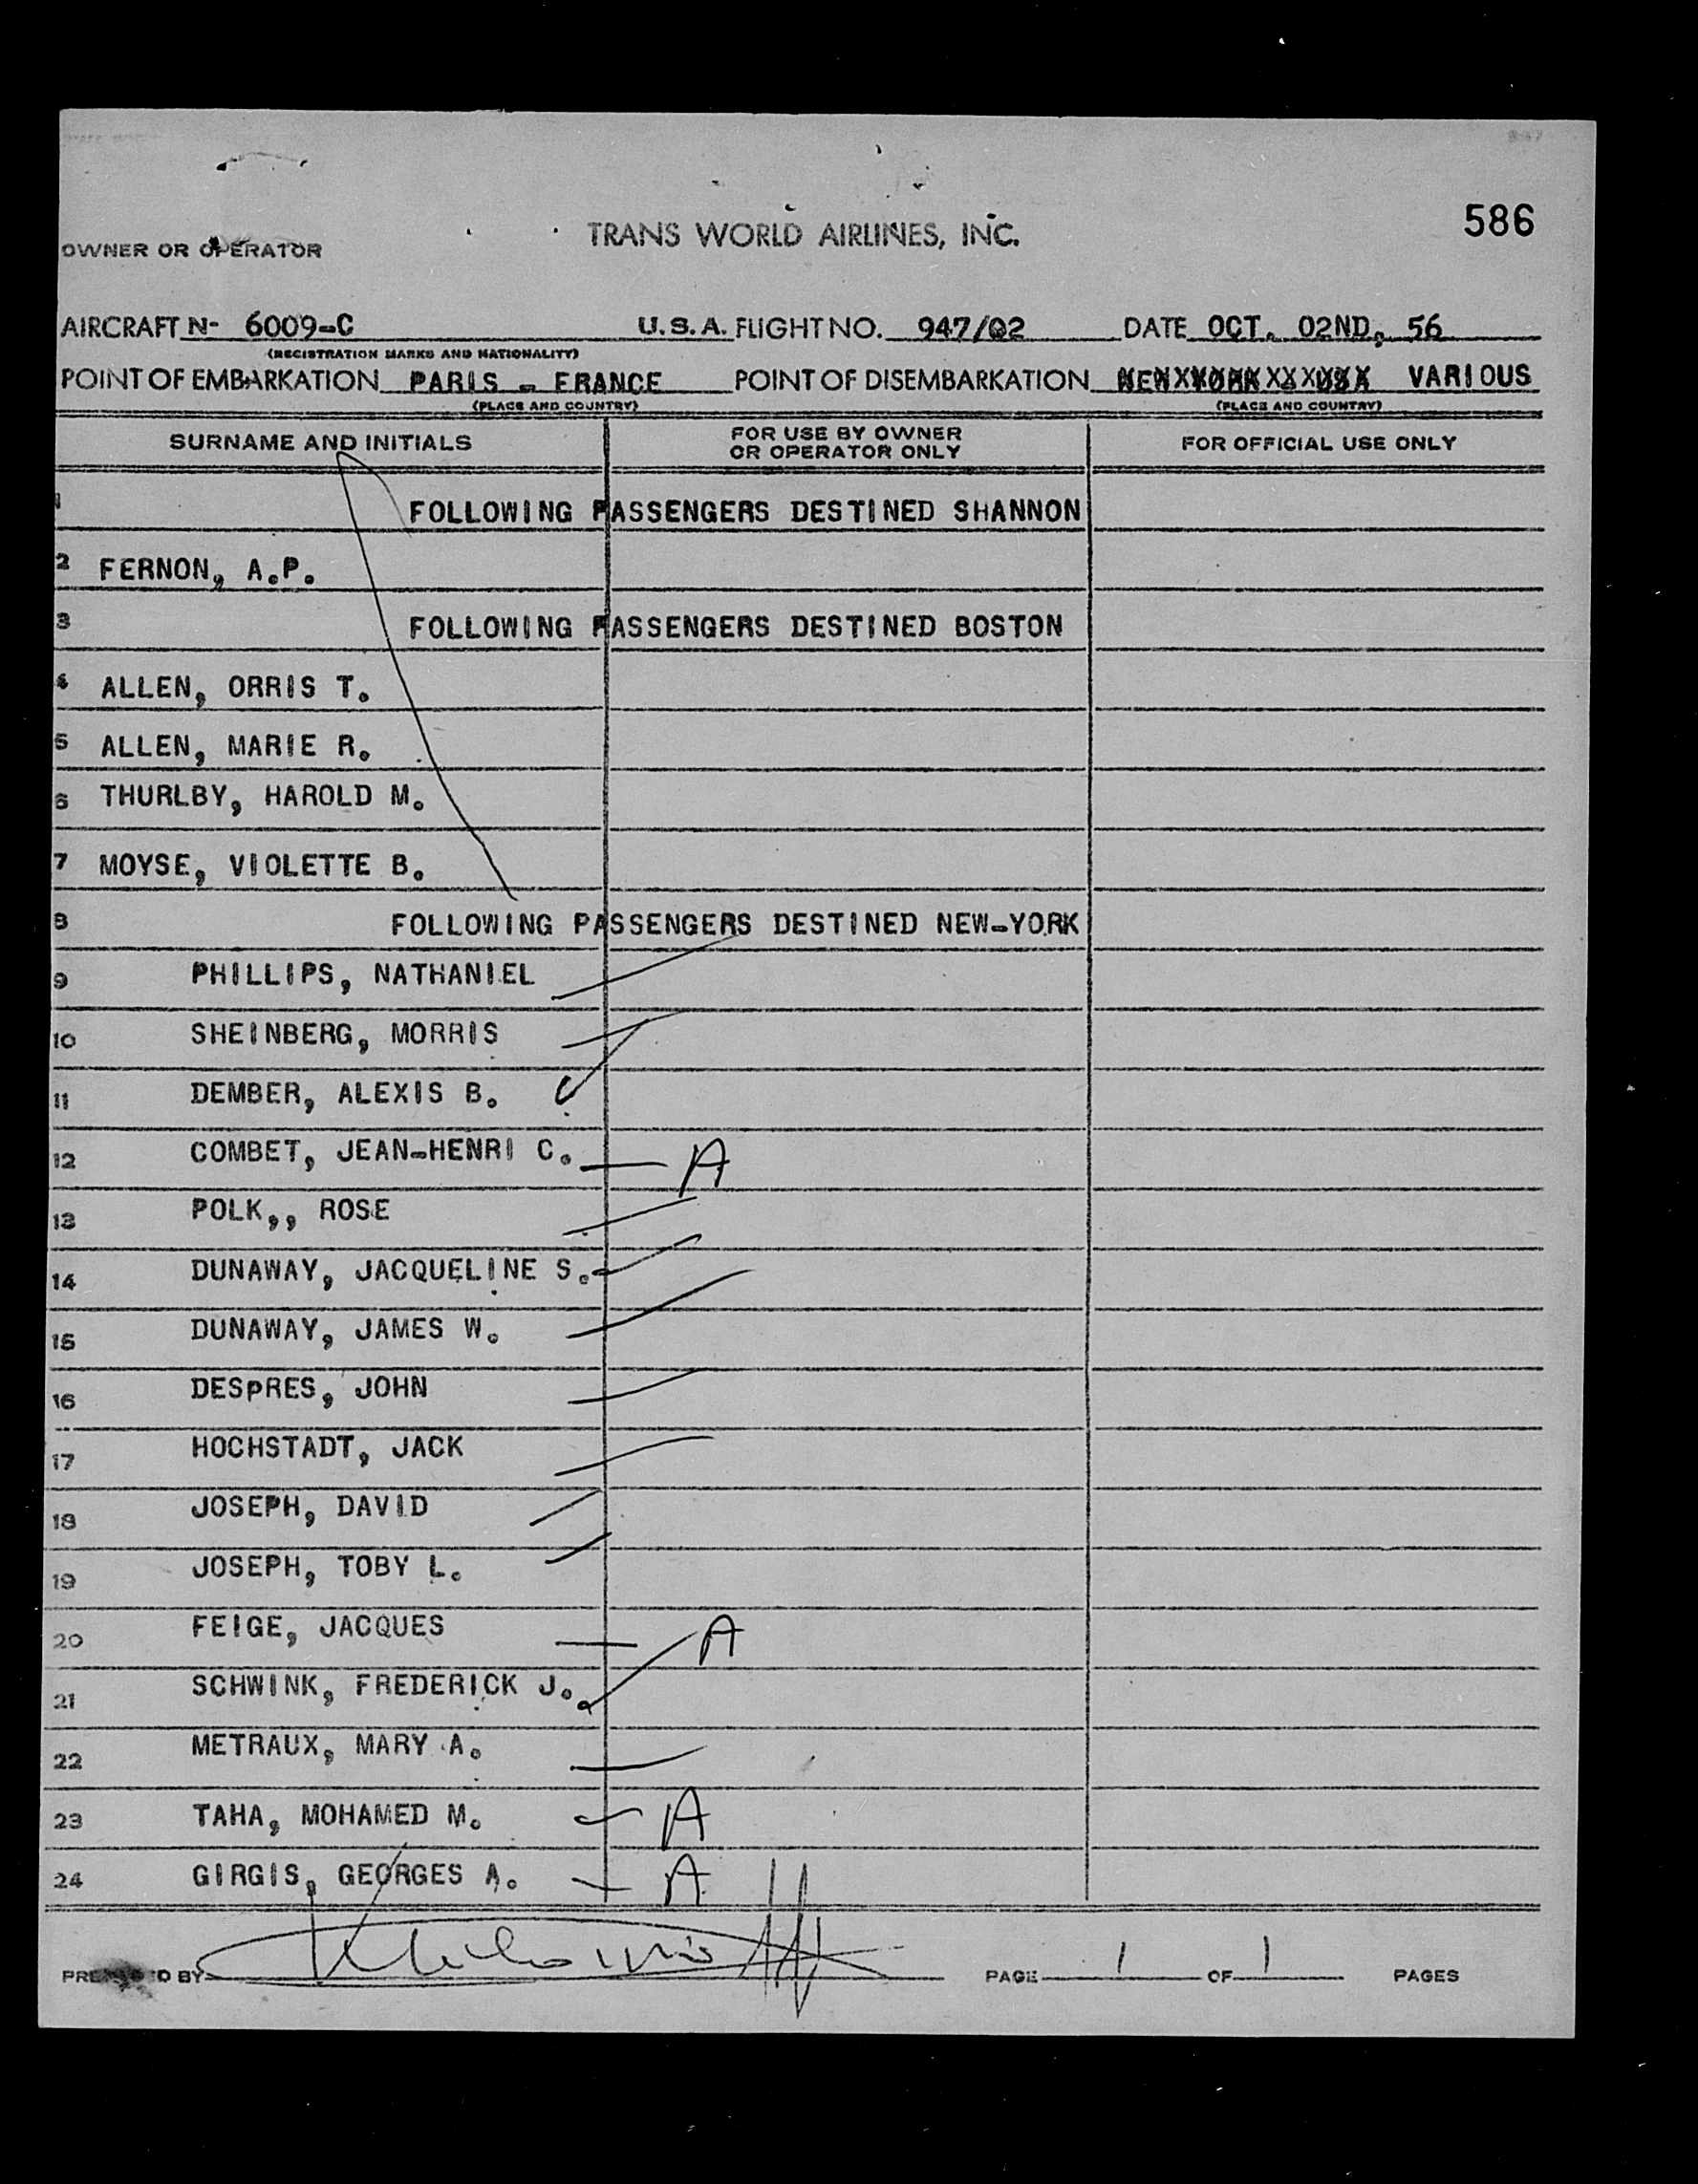 586
TRANS WORLD AIRLINES, INC.
OWNER OR OPERATOR
AIRCRAFT N- 6009-C U.S.A. FLIGHT NO. 947/02 DATE OCT. 02ND, 56
(REGISTRATION MARKS AND NATIONALITY)
POINT OF EMBARKATION PARIS - FRANCE POINT OF DISEMBARKATION VARIOUS
(PLACE AND COUNTRY) (PLACE AND COUNTRY)
SURNAME AND INITIALS FOR USE BY OWNER OR OPERATOR ONLY FOR OFFICIAL USE ONLY
1 FOLLOWING PASSENGERS DESTINED SHANNON
2 FERNON, A.P.
3 FOLLOWING PASSENGERS DESTINED BOSTON
4 ALLEN, ORRIS T.
5 ALLEN, MARIE R.
6 THURLBY, HAROLD M.
7 MOYSE, VIOLETTE B.
8 FOLLOWING PASSENGERS DESTINED NEW-YORK
9 PHILLIPS, NATHANIEL
10 SHEINBERG, MORRIS
11 DEMBER, ALEXIS B.
12 COMBET, JEAN-HENRI C. A
13 POLK,, ROSE
14 DUNAWAY, JACQUELINE S.
15 DUNAWAY, JAMES W.
16 DESPRES, JOHN
17 HOCHSTADT, JACK
18 JOSEPH, DAVID
19 JOSEPH, TOBY L.
20 FEIGE, JACQUES A
21 SCHWINK, FREDERICK J.
22 METRAUX, MARY A.
23 TAHA, MOHAMED M. A
24 GIRGIS, GEORGES A. A
PREPARED BY PAGE 1 OF 1 PAGES